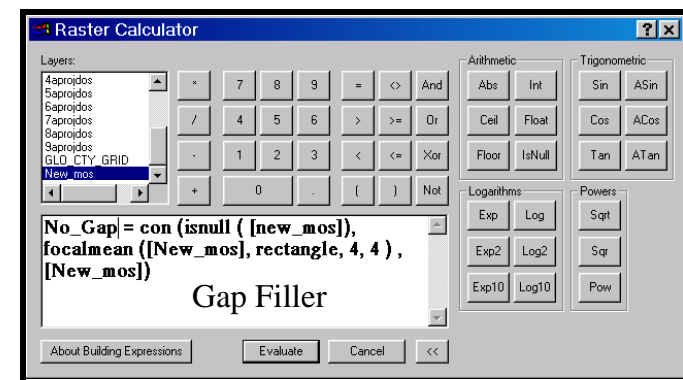 Raster Calculator
Layers:
4aprojdos
5aprojdos
6aprojdos
7aprojdos
8aprojdos
9aprojdos
GLO_CTY_GRID
New_mos
* 7 8 9 = <> And
/ 4 5 6 > >= Or
- 1 2 3 < <= Xor
+ 0 . ( ) Not
Arithmetic
Abs Int
Ceil Float
Floor IsNull
Trigonometric
Sin ASin
Cos ACos
Tan ATan
Logarithms
Exp Log
Exp2 Log2
Exp10 Log10
Powers
Sqrt
Sqr
Pow
No_Gap = con (isnull ( [new_mos]),
focalmean ([New_mos], rectangle, 4, 4 ) ,
[New_mos])
Gap Filler
About Building Expressions Evaluate Cancel <<